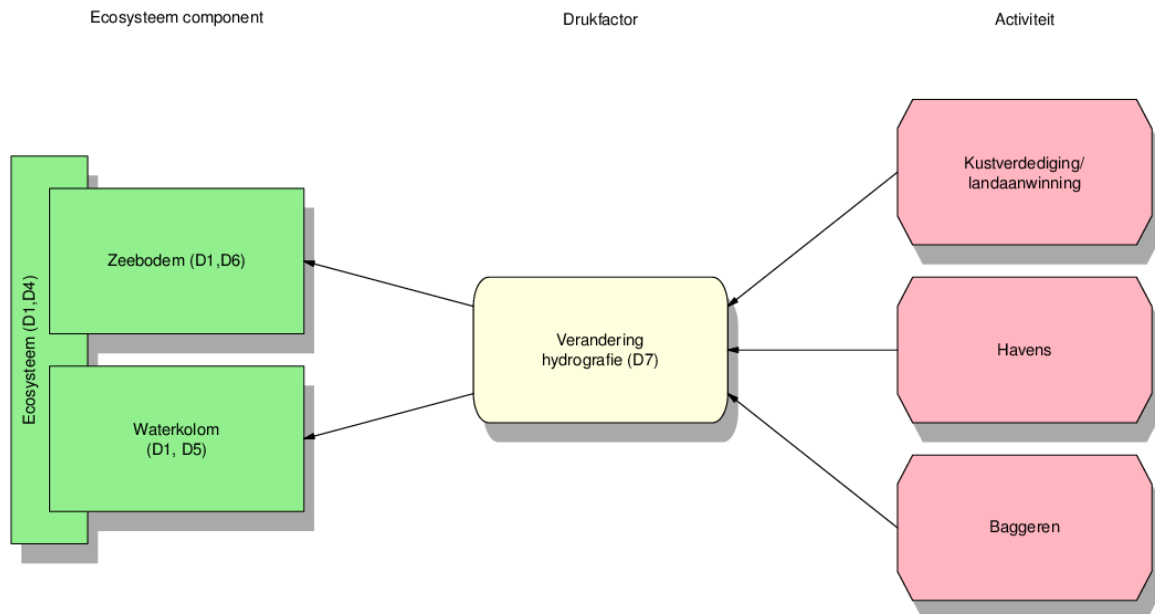 Ecosysteem component
Drukfactor
Activiteit
Ecosysteem (D1,D4)
Zeebodem (D1,D6)
Waterkolom
(D1, D5)
Verandering
hydrografie (D7)
Kustverdediging/
landaanwinning
Havens
Baggeren